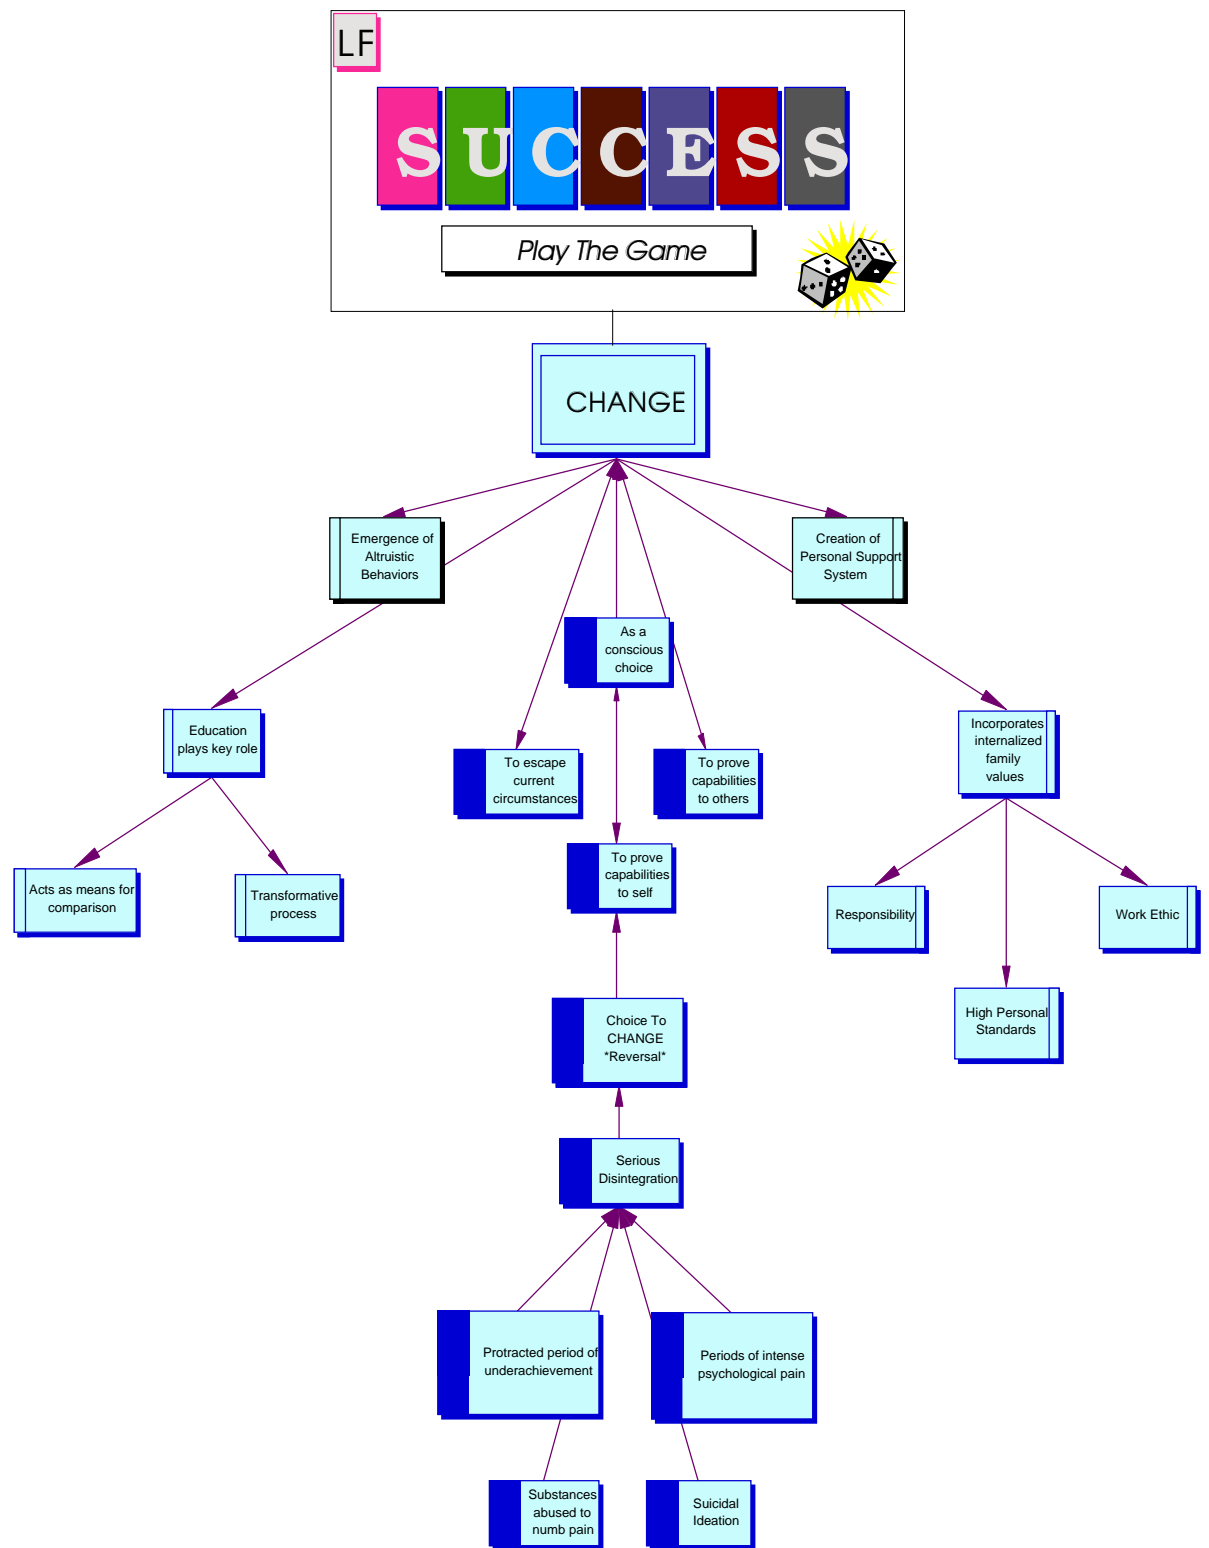 LF
SUCCESS
Play The Game
CHANGE
Emergence of
Altruistic
Behaviors
Creation of
Personal Support
System
As a
conscious
choice
Education
plays key role
To escape
current
circumstances
To prove
capabilities
to others
Incorporates
internalized
family
values
To prove
capabilities
to self
Acts as means for
comparison
Transformative
process
Responsibility
Work Ethic
High Personal
Standards
Choice To
CHANGE
*Reversal*
Serious
Disintegration
Protracted period of
underachievement
Periods of intense
psychological pain
Substances
abused to
numb pain
Suicidal
Ideation